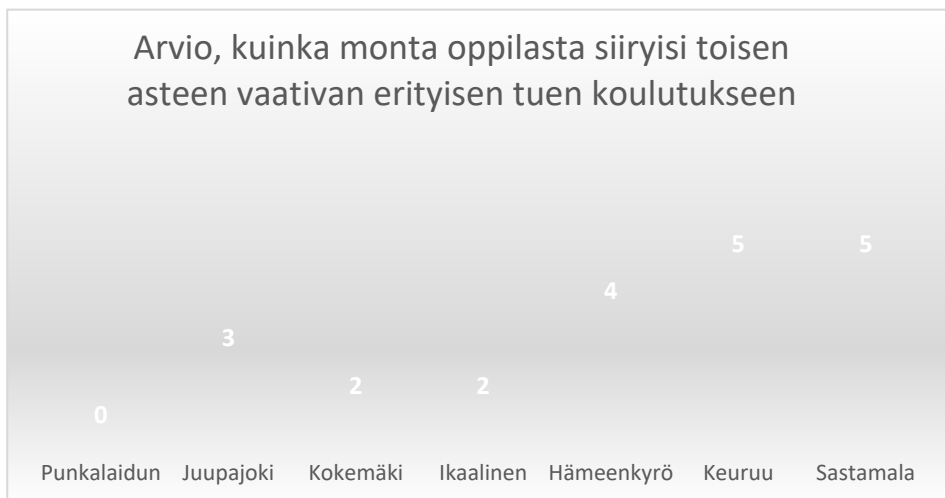 Arvio, kuinka monta oppilasta siiryisi toisen
asteen vaativan erityisen tuen koulutukseen
5 5
4
3
2 2
0
Punkalaidun Juupajoki Kokemäki Ikaalinen Hämeenkyrö Keuruu Sastamala